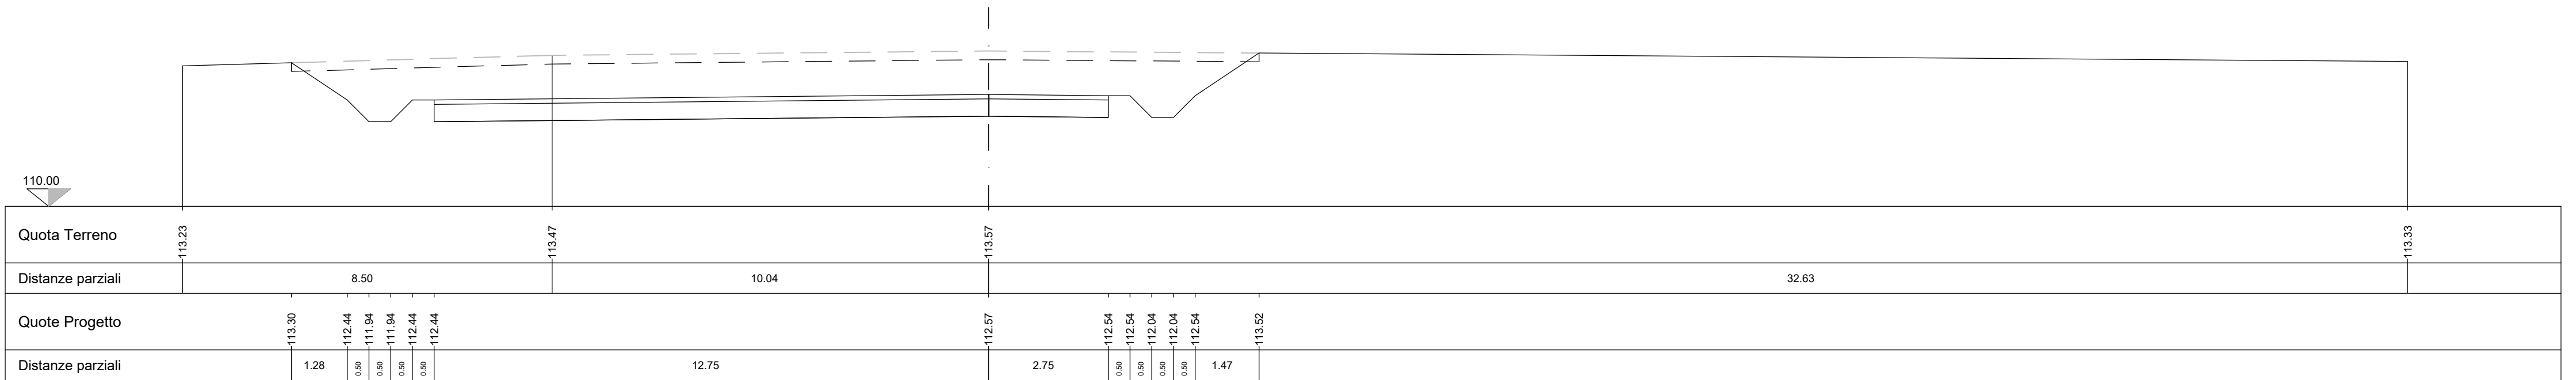 110.00
Quota Terreno 113.23 113.47 113.57 113.33
Distanze parziali 8.50 10.04 32.63
Quote Progetto 113.30 112.44 111.94 111.94 112.44 112.44 112.57 112.54 112.54 112.04 112.04 112.54 113.52
Distanze parziali 1.28 0.50 0.50 0.50 0.50 12.75 2.75 0.50 0.50 0.50 0.50 1.47